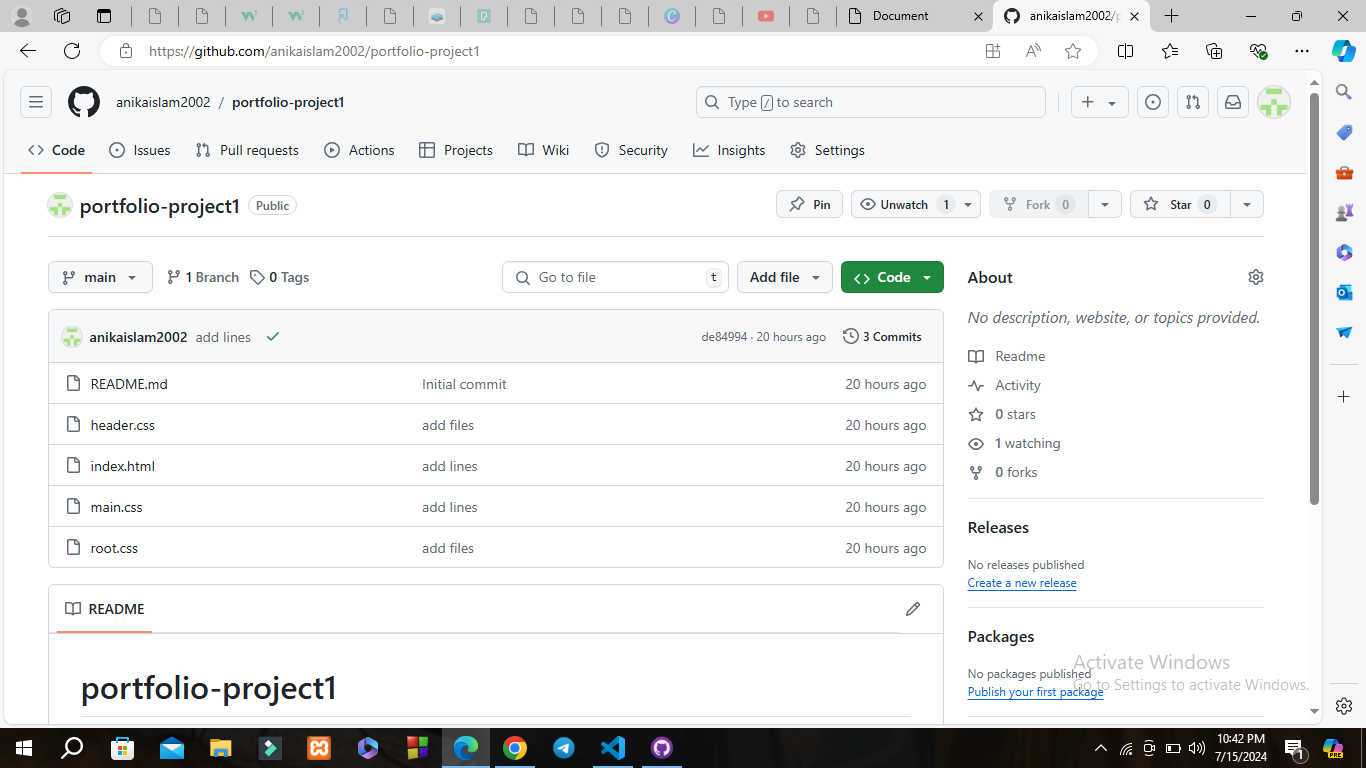 Document
anikaislam2002/p
https://github.com/anikaislam2002/portfolio-project1
anikaislam2002 / portfolio-project1
Type / to search
Code Issues Pull requests Actions Projects Wiki Security Insights Settings
portfolio-project1 Public
Pin Unwatch 1 Fork 0 Star 0
main 1 Branch 0 Tags Go to file t Add file Code
anikaislam2002 add lines de84994 · 20 hours ago 3 Commits
README.md Initial commit 20 hours ago
header.css add files 20 hours ago
index.html add lines 20 hours ago
main.css add lines 20 hours ago
root.css add files 20 hours ago
README
portfolio-project1
About
No description, website, or topics provided.
Readme
Activity
0 stars
1 watching
0 forks
Releases
No releases published
Create a new release
Packages
No packages published
Publish your first package
Activate Windows
Go to Settings to activate Windows.
10:42 PM
7/15/2024
1
PRE